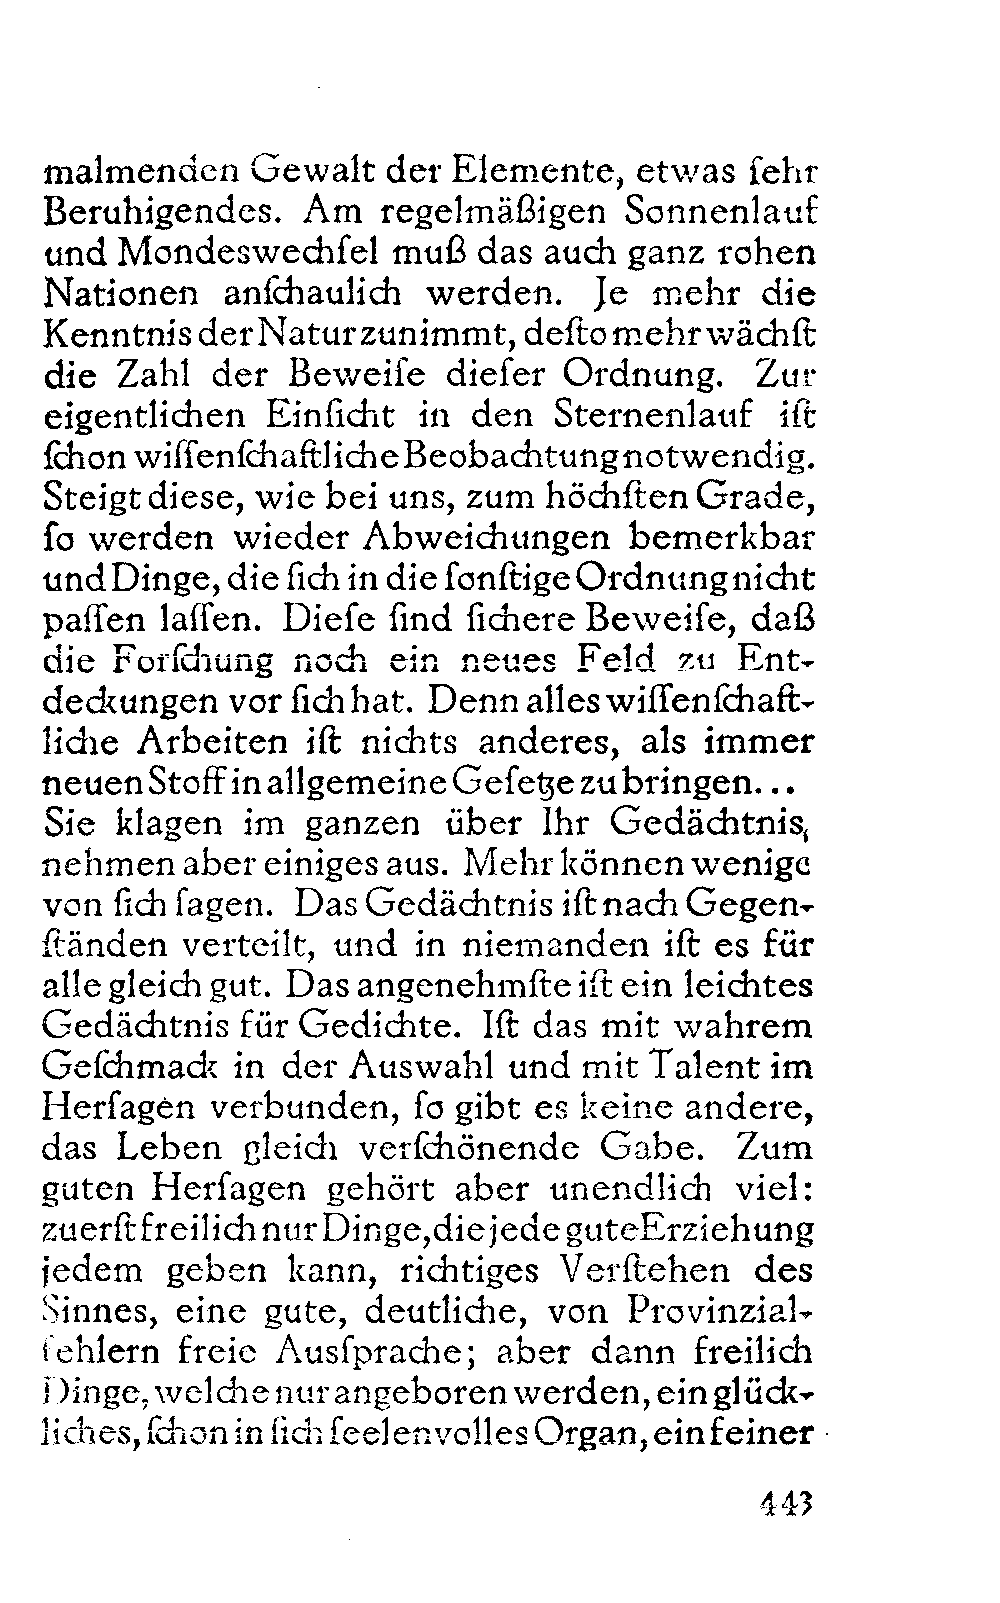 malmenden Gewalt der Elemente, etwas ſehr
Beruhigendes. Am regelmäßigen Sonnenlauf
und Mondeswechſel muß das auch ganz rohen
Nationen anſchaulich werden. Je mehr die
Kenntnis der Natur zunimmt, deſto mehr wächſt
die Zahl der Beweiſe dieſer Ordnung. Zur
eigentlichen Einſicht in den Sternenlauf iſt
ſchon wiſſenſchaftliche Beobachtung notwendig.
Steigt diese, wie bei uns, zum höchſten Grade,
ſo werden wieder Abweichungen bemerkbar
und Dinge, die ſich in die ſonſtige Ordnung nicht
paſſen laſſen. Dieſe ſind ſichere Beweiſe, daß
die Forſchung noch ein neues Feld zu Ent-
deckungen vor ſich hat. Denn alles wiſſenſchaft-
liche Arbeiten iſt nichts anderes, als immer
neuen Stoff in allgemeine Geſetze zu bringen...
Sie klagen im ganzen über Ihr Gedächtnis,
nehmen aber einiges aus. Mehr können wenige
von ſich ſagen. Das Gedächtnis iſt nach Gegen-
ſtänden verteilt, und in niemanden iſt es für
alle gleich gut. Das angenehmſte iſt ein leichtes
Gedächtnis für Gedichte. Iſt das mit wahrem
Geſchmack in der Auswahl und mit Talent im
Herſagen verbunden, ſo gibt es keine andere,
das Leben gleich verſchönende Gabe. Zum
guten Herſagen gehört aber unendlich viel:
zuerſt freilich nur Dinge, die jede gute Erziehung
jedem geben kann, richtiges Verſtehen des
Sinnes, eine gute, deutliche, von Provinzial-
fehlern freie Ausſprache; aber dann freilich
Dinge, welche nur angeboren werden, ein glück-
liches, ſchon in ſich ſeelenvolles Organ, ein feiner
443